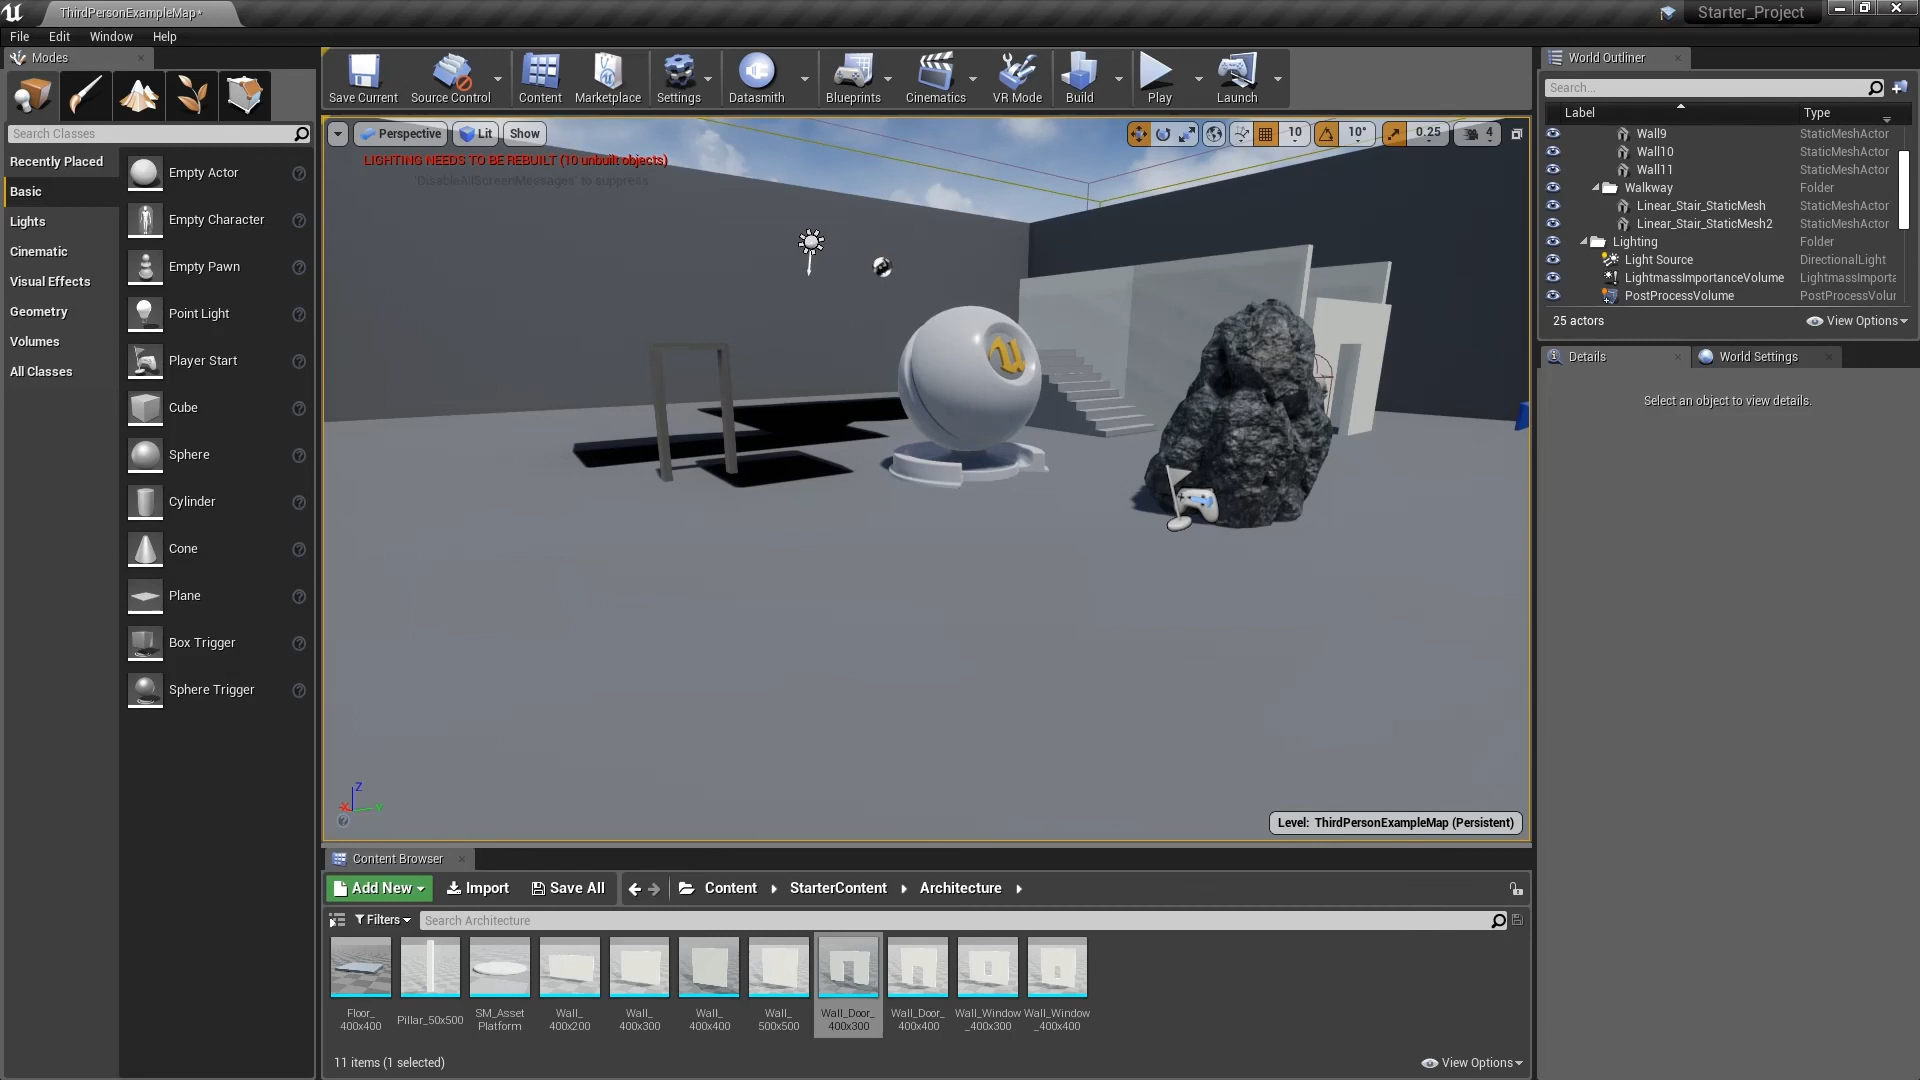 ThirdPersonExampleMap*
Starter_Project
File Edit Window Help
Modes
Search Classes
Recently Placed
Basic
Lights
Cinematic
Visual Effects
Geometry
Volumes
All Classes
Empty Actor
Empty Character
Empty Pawn
Point Light
Player Start
Cube
Sphere
Cylinder
Cone
Plane
Box Trigger
Sphere Trigger
Save Current Source Control Content Marketplace Settings Datasmith Blueprints Cinematics VR Mode Build Play Launch
Perspective Lit Show 10 10° 0.25 4
LIGHTING NEEDS TO BE REBUILT (10 unbuilt objects)
'DisableAllScreenMessages' to suppress
Z
X
Y
Level: ThirdPersonExampleMap (Persistent)
Content Browser
Add New Import Save All Content StarterContent Architecture
Filters Search Architecture
Floor_
400x400
Pillar_50x500
SM_Asset
Platform
Wall_
400x200
Wall_
400x300
Wall_
400x400
Wall_
500x500
Wall_Door_
400x300
Wall_Door_
400x400
Wall_Window
_400x300
Wall_Window
_400x400
11 items (1 selected) View Options
World Outliner
Search...
Label Type
Wall9 StaticMeshActor
Wall10 StaticMeshActor
Wall11 StaticMeshActor
Walkway Folder
Linear_Stair_StaticMesh StaticMeshActor
Linear_Stair_StaticMesh2 StaticMeshActor
Lighting Folder
Light Source DirectionalLight
LightmassImportanceVolume LightmassImporta
PostProcessVolume PostProcessVolur
25 actors View Options
Details World Settings
Select an object to view details.